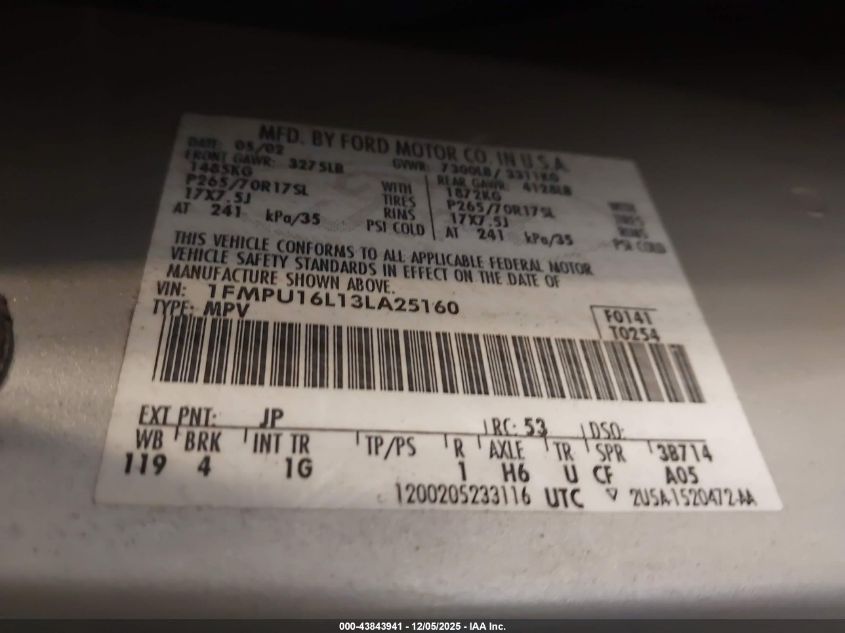 MFD. BY FORD MOTOR CO. IN U.S.A.
DATE: 05/02 GVWR: 7300LB/ 3311KG
FRONT GAWR: 3275LB REAR GAWR: 4128LB
1485KG 1872KG
P265/70R17SL WITH TIRES P265/70R17SL WITH TIRES
17X7.5J RIMS 17X7.5J RIMS
AT 241 kPa/35 PSI COLD AT 241 kPa/35 PSI COLD
THIS VEHICLE CONFORMS TO ALL APPLICABLE FEDERAL MOTOR
VEHICLE SAFETY STANDARDS IN EFFECT ON THE DATE OF
MANUFACTURE SHOWN ABOVE.
VIN: 1FMPU16L13LA25160
TYPE: MPV
F0141
T0254
EXT PNT: JP RC: 53 DSO:
WB BRK INT TR TP/PS R AXLE TR SPR 38714
119 4 1G 1 H6 U CF A05
1200205233116 UTC ▽ 2U5A-1520472-AA
000-43843941 - 12/05/2025 - IAA Inc.